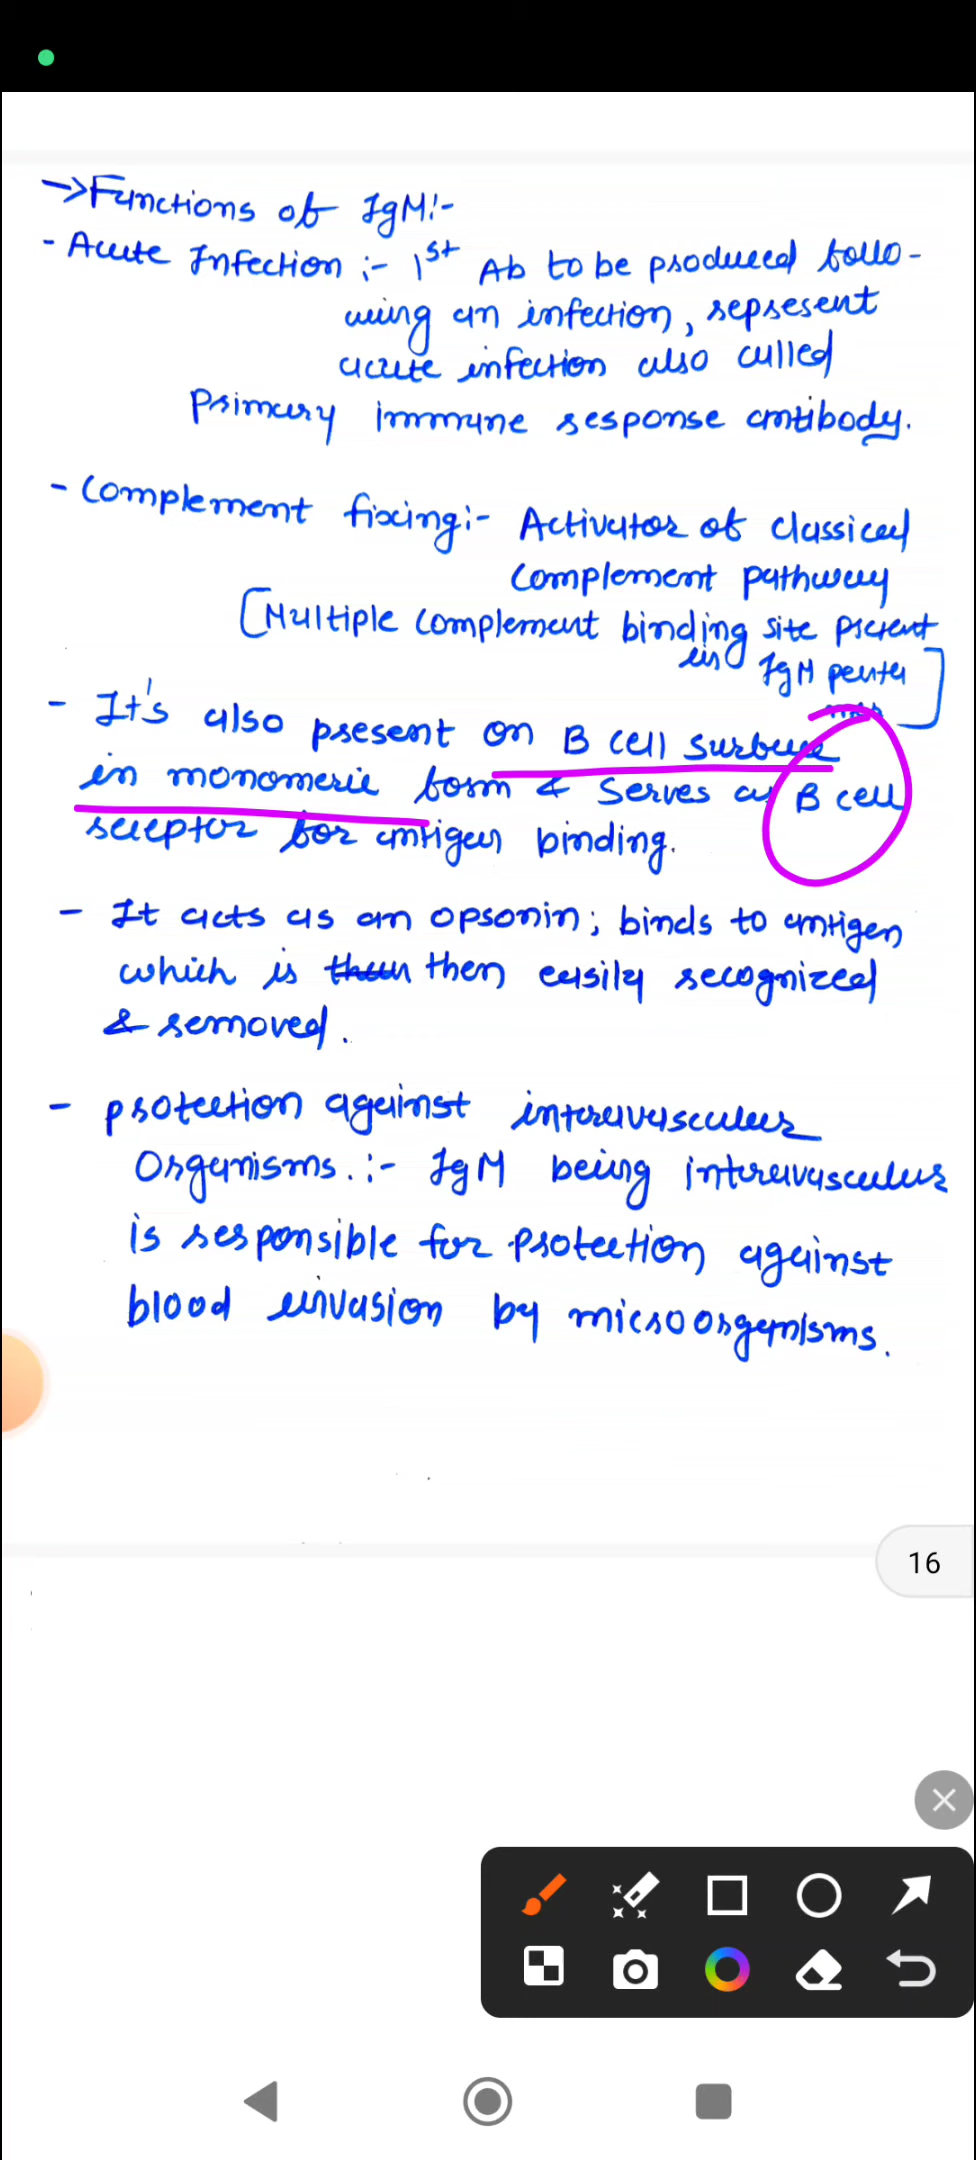 →Functions of IgM:-
- Acute Infection :- 1st Ab to be produced follo-
wing an infection, represent
acute infection also called
Primary immune response antibody.
- Complement fixing:- Activator of classical
complement pathway
[Multiple complement binding site present
in IgM penta
mer]
- It's also present on B cell surface
in monomeric form & serves as B cell
receptor for antigen binding.
- It acts as an opsonin; binds to antigen
which is then easily recognized
& removed.
- protection against intravascular
Organisms.:- IgM being intravascular
is responsible for protection against
blood invasion by microorganisms.
16